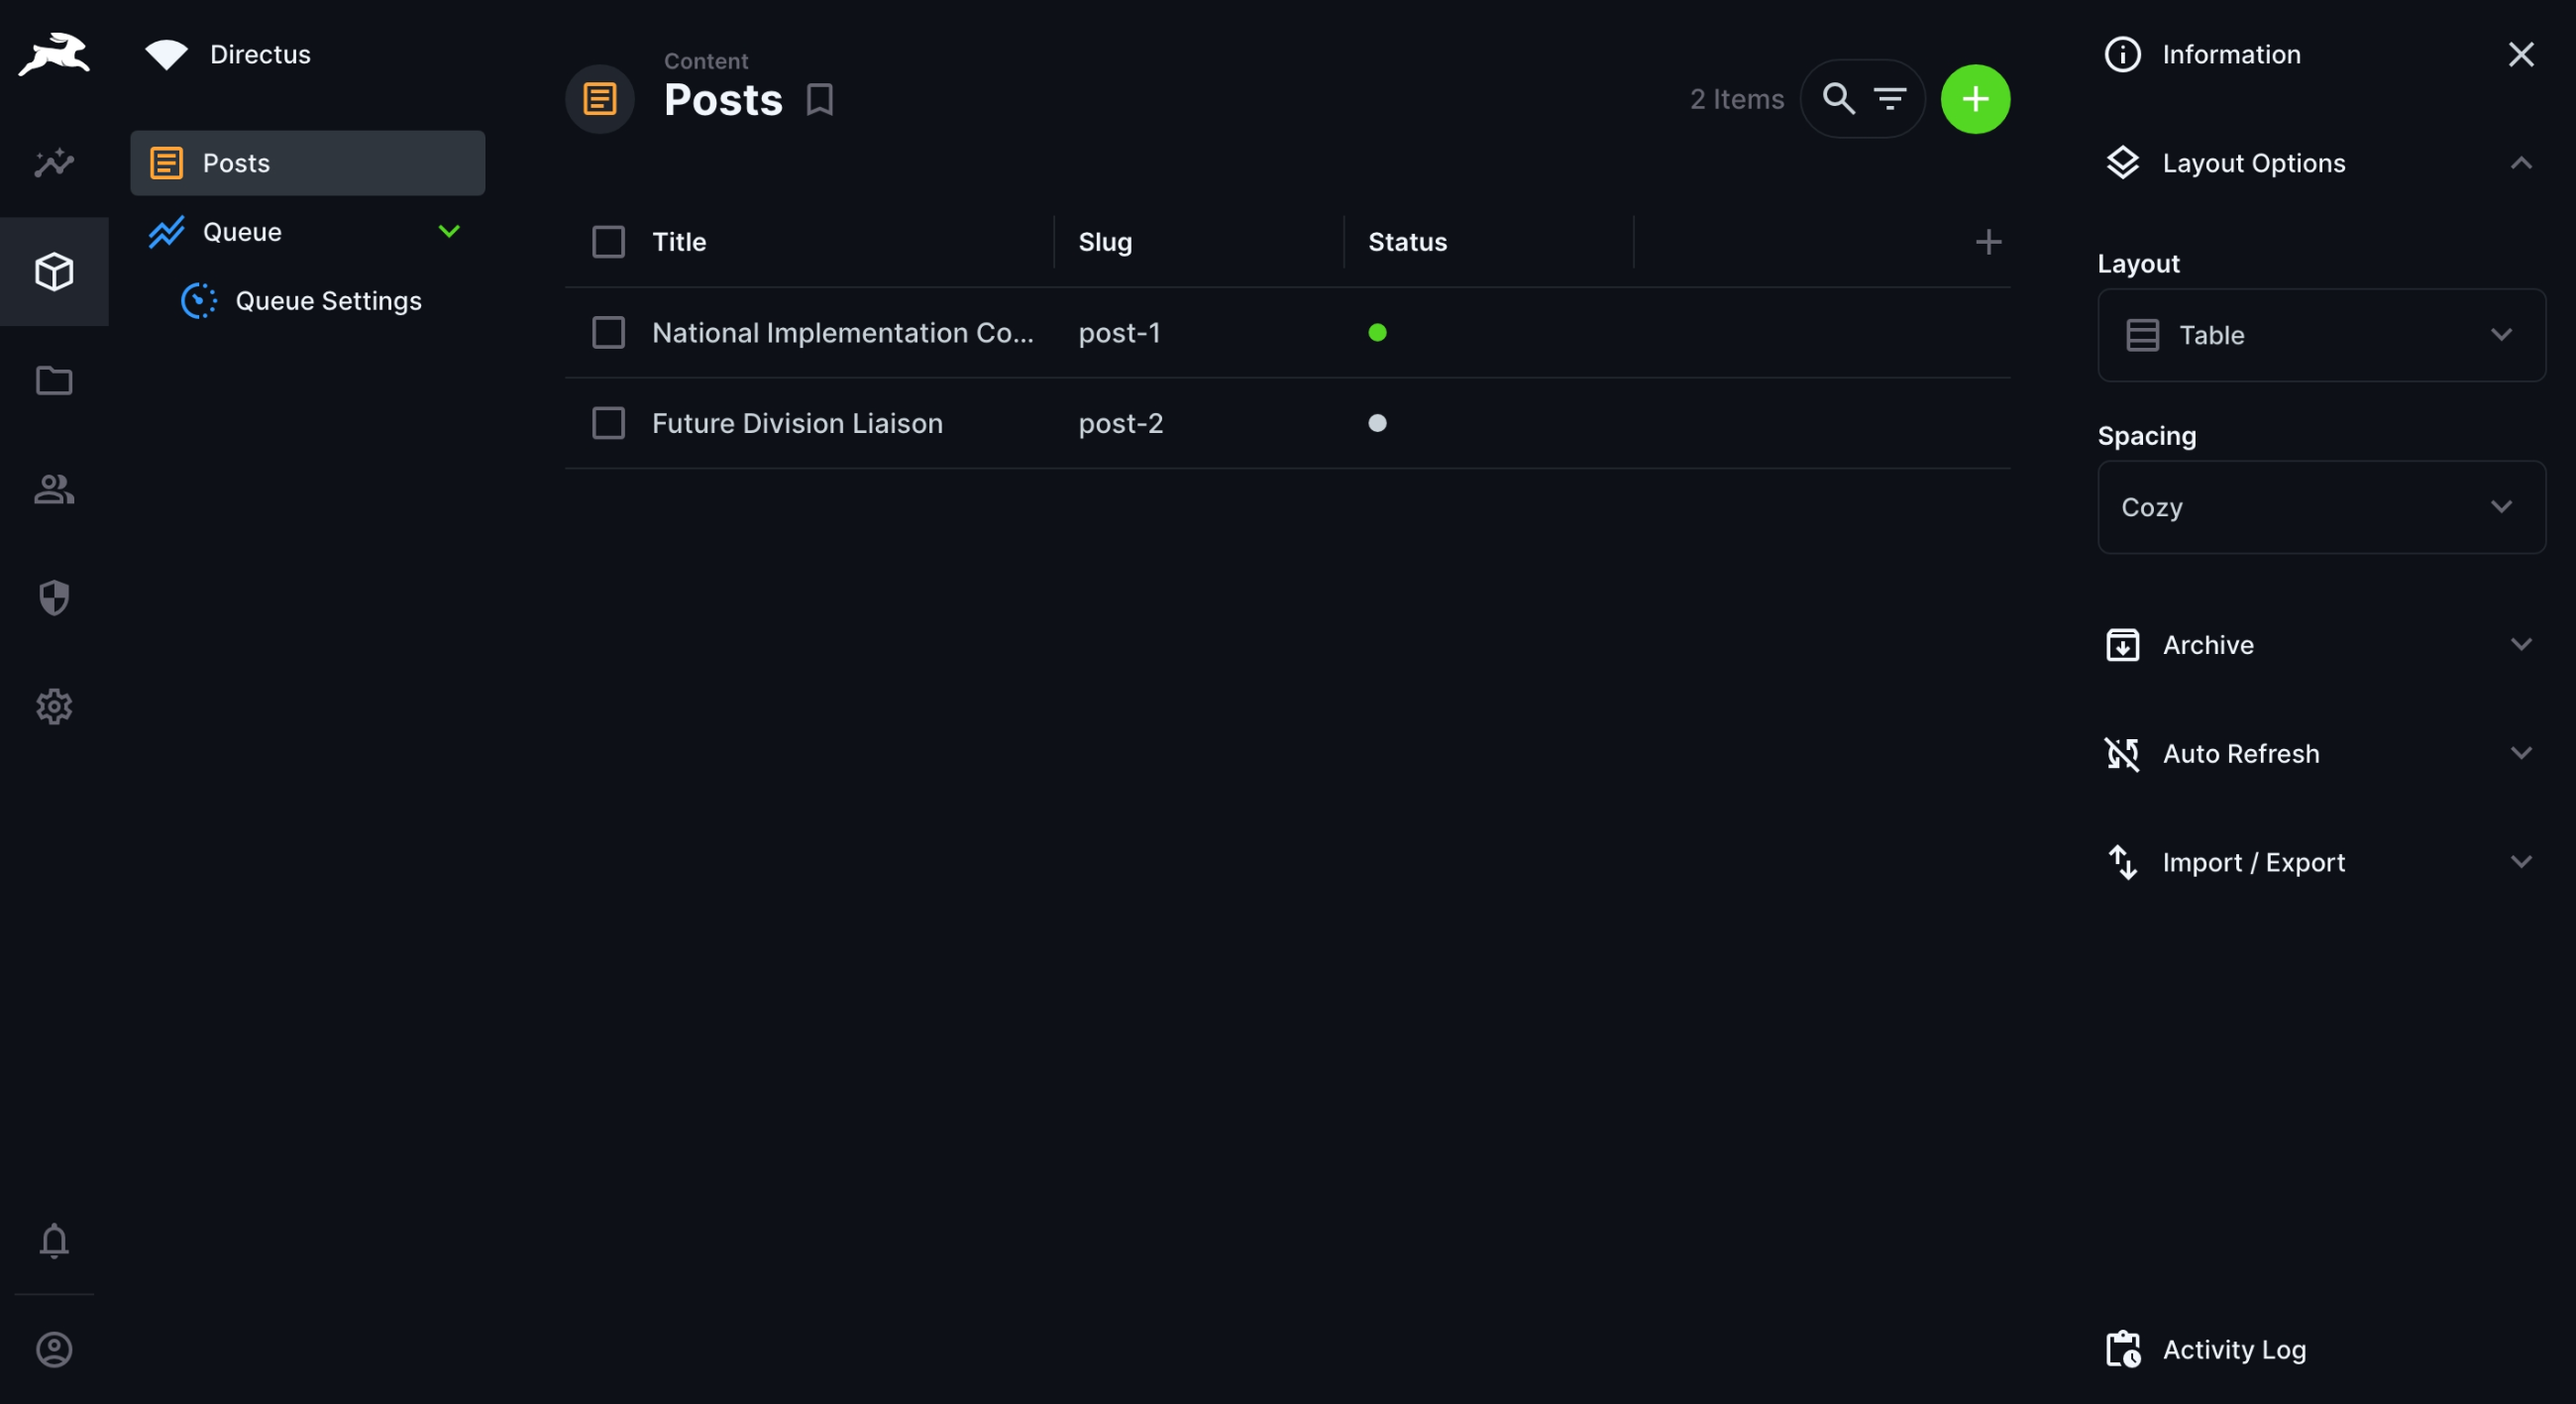 Directus
Posts
Queue
Queue Settings
Content
Posts
2 Items
Title Slug Status
National Implementation Co... post-1
Future Division Liaison post-2
Information
Layout Options
Layout
Table
Spacing
Cozy
Archive
Auto Refresh
Import / Export
Activity Log